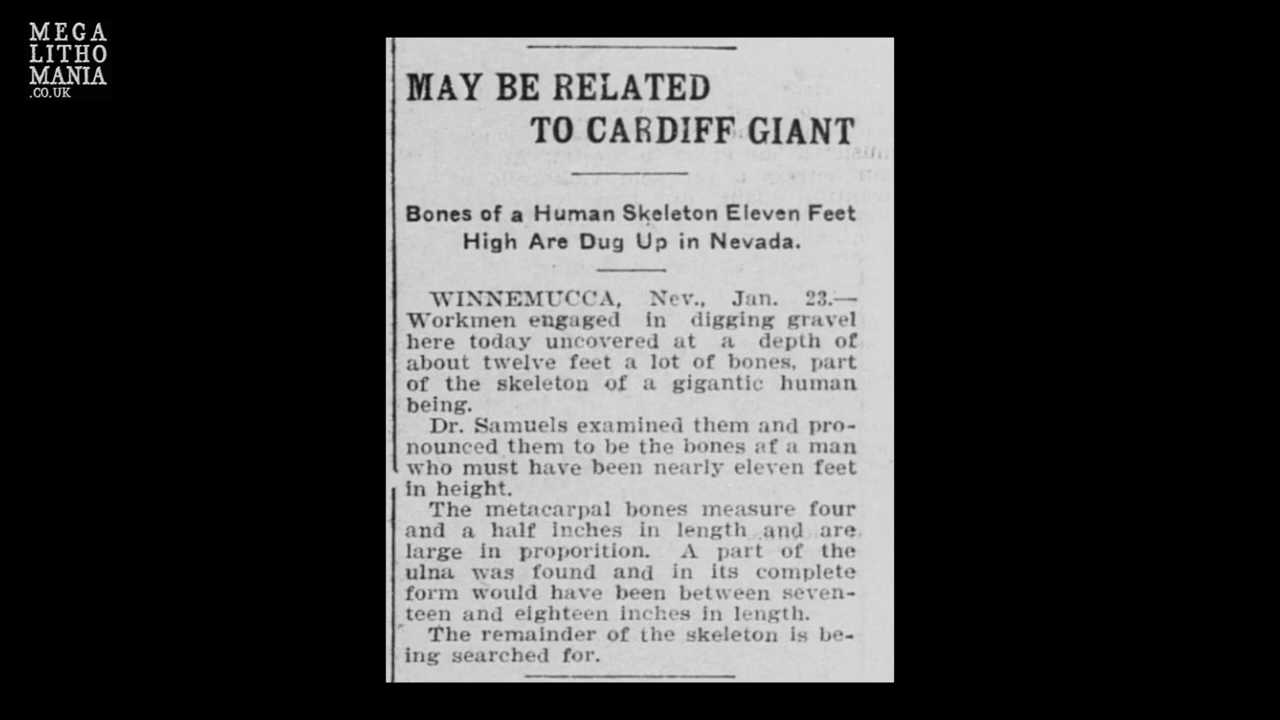 MEGA
LITHO
MANIA
.CO.UK
MAY BE RELATED
TO CARDIFF GIANT
Bones of a Human Skeleton Eleven Feet
High Are Dug Up in Nevada.
WINNEMUCCA, Nev., Jan. 23.—
Workmen engaged in digging gravel
here today uncovered at a depth of
about twelve feet a lot of bones, part
of the skeleton of a gigantic human
being.
Dr. Samuels examined them and pro-
nounced them to be the bones af a man
who must have been nearly eleven feet
in height.
The metacarpal bones measure four
and a half inches in length and are
large in proporition. A part of the
ulna was found and in its complete
form would have been between seven-
teen and eighteen inches in length.
The remainder of the skeleton is be-
ing searched for.